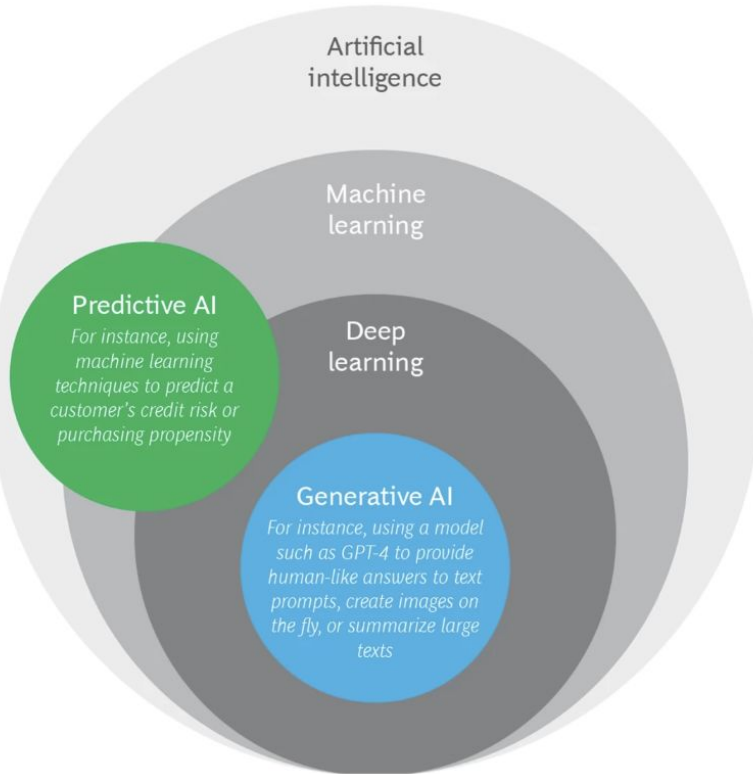 Artificial
intelligence
Machine
learning
Predictive AI
For instance, using
machine learning
techniques to predict a
customer's credit risk or
purchasing propensity
Deep
learning
Generative AI
For instance, using a model
such as GPT-4 to provide
human-like answers to text
prompts, create images on
the fly, or summarize large
texts